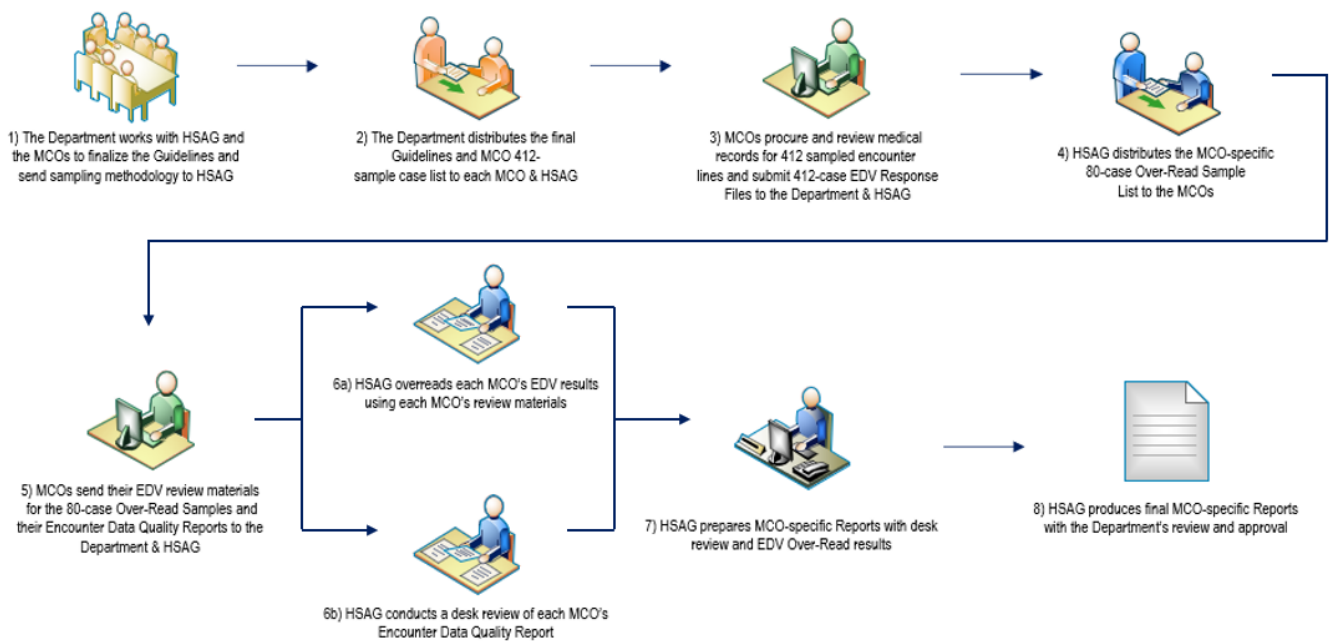 1) The Department works with HSAG and
the MCOs to finalize the Guidelines and
send sampling methodology to HSAG
2) The Department distributes the final
Guidelines and MCO 412-
sample case list to each MCO & HSAG
3) MCOs procure and review medical
records for 412 sampled encounter
lines and submit 412-case EDV Response
Files to the Department & HSAG
4) HSAG distributes the MCO-specific
80-case Over-Read Sample
List to the MCOs
5) MCOs send their EDV review materials
for the 80-case Over-Read Samples and
their Encounter Data Quality Reports to the
Department & HSAG
6a) HSAG overreads each MCO's EDV results
using each MCO's review materials
6b) HSAG conducts a desk review of each MCO's
Encounter Data Quality Report
7) HSAG prepares MCO-specific Reports with desk
review and EDV Over-Read results
8) HSAG produces final MCO-specific Reports
with the Department's review and approval